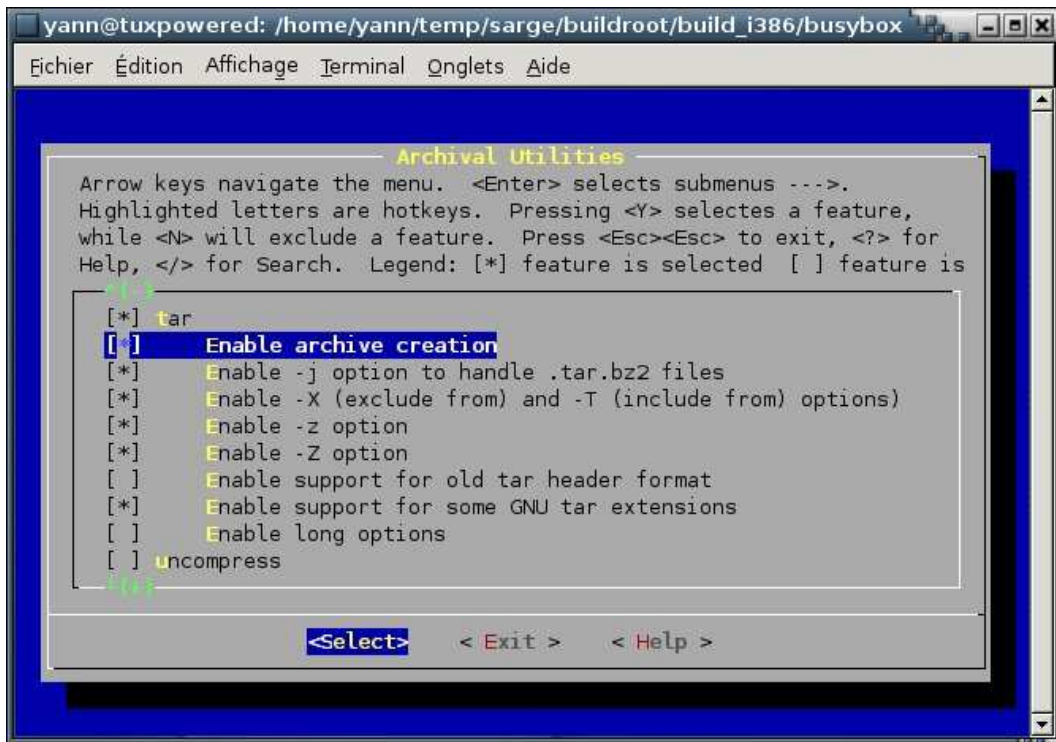 yann@tuxpowered: /home/yann/temp/sarge/buildroot/build_i386/busybox
Fichier Édition Affichage Terminal Onglets Aide
Archival Utilities
Arrow keys navigate the menu. <Enter> selects submenus --->.
Highlighted letters are hotkeys. Pressing <Y> selectes a feature,
while <N> will exclude a feature. Press <Esc><Esc> to exit, <?> for
Help, </> for Search. Legend: [*] feature is selected [ ] feature is
^(-)
[*] tar
[*] Enable archive creation
[*] Enable -j option to handle .tar.bz2 files
[*] Enable -X (exclude from) and -T (include from) options)
[*] Enable -z option
[*] Enable -Z option
[ ] Enable support for old tar header format
[*] Enable support for some GNU tar extensions
[ ] Enable long options
[ ] uncompress
<Select> < Exit > < Help >